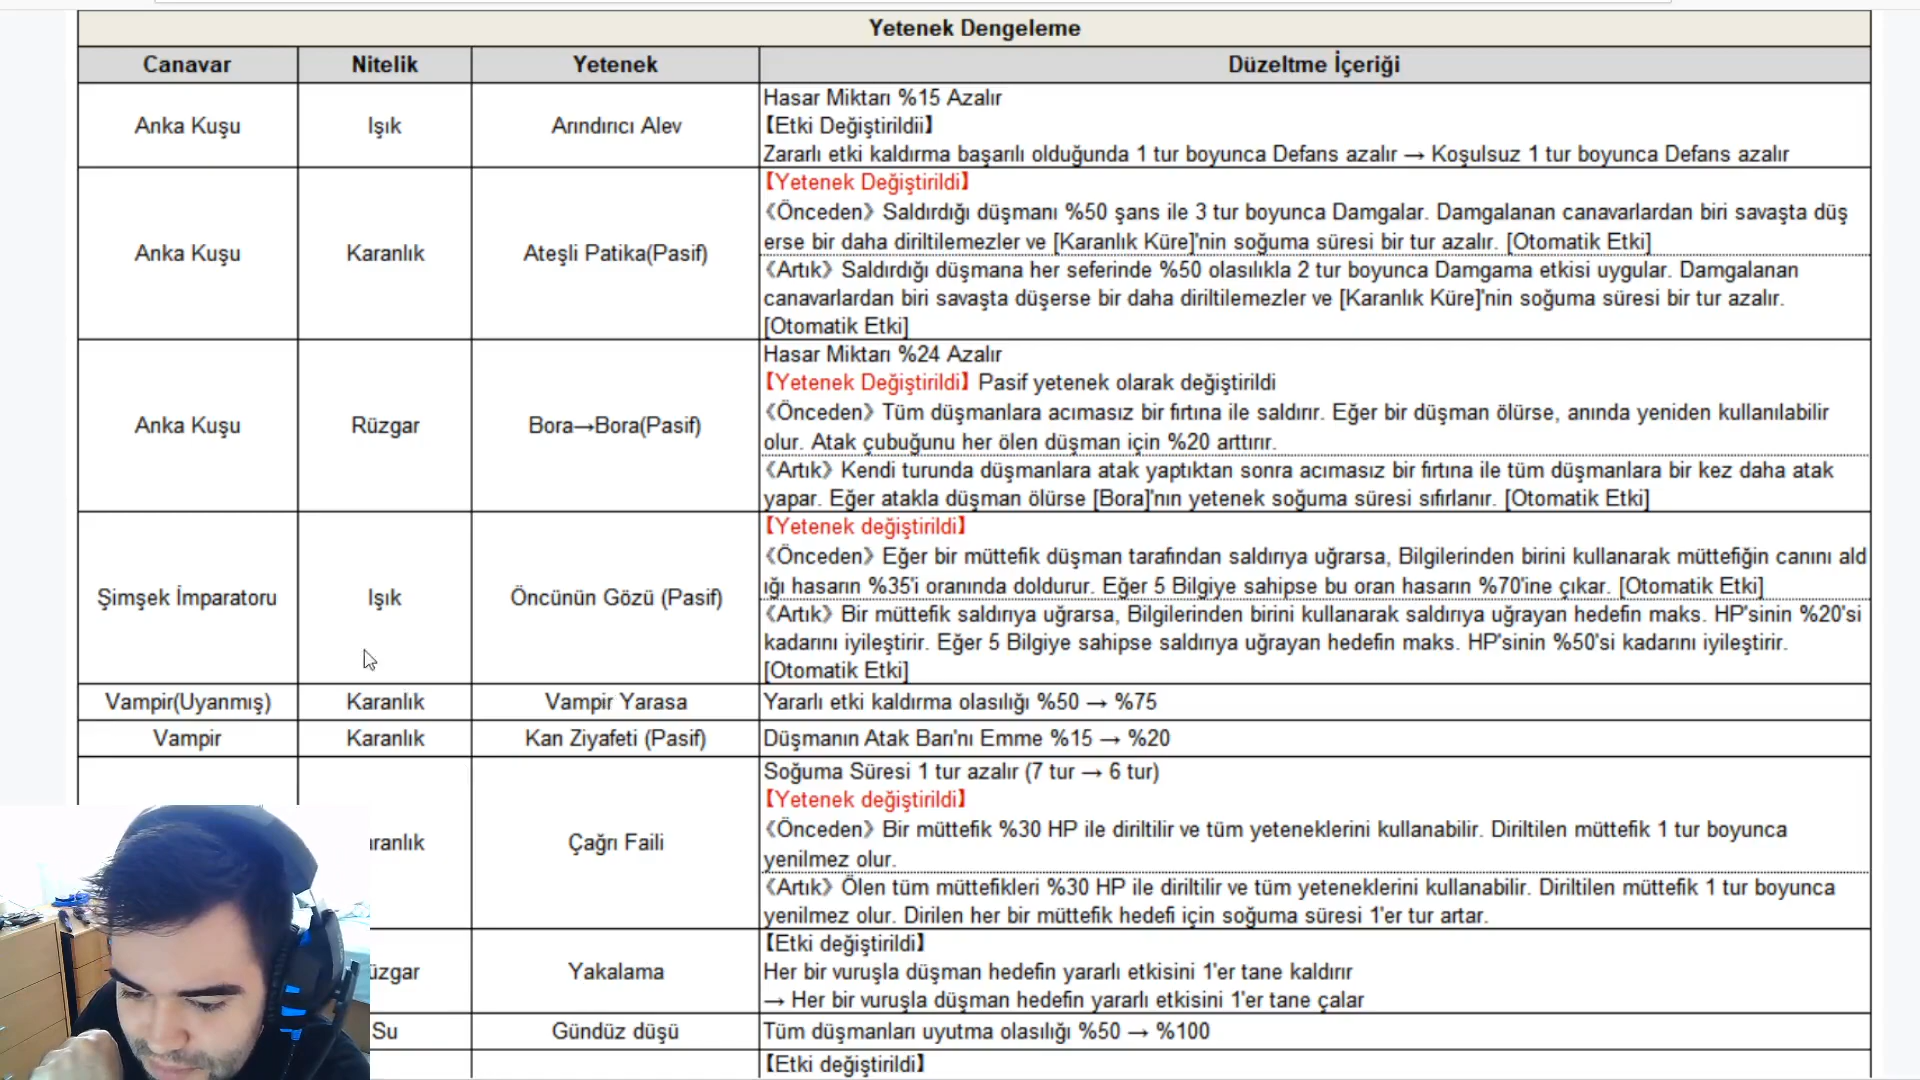 Yetenek Dengeleme
Canavar Nitelik Yetenek Düzeltme İçeriği
Anka Kuşu Işık Arındırıcı Alev
Hasar Miktarı %15 Azalır
【Etki Değiştirildii】
Zararlı etki kaldırma başarılı olduğunda 1 tur boyunca Defans azalır → Koşulsuz 1 tur boyunca Defans azalır
Anka Kuşu Karanlık Ateşli Patika(Pasif)
【Yetenek Değiştirildi】
《Önceden》 Saldırdığı düşmanı %50 şans ile 3 tur boyunca Damgalar. Damgalanan canavarlardan biri savaşta düş
erse bir daha diriltilemezler ve [Karanlık Küre]'nin soğuma süresi bir tur azalır. [Otomatik Etki]
《Artık》 Saldırdığı düşmana her seferinde %50 olasılıkla 2 tur boyunca Damgama etkisi uygular. Damgalanan
canavarlardan biri savaşta düşerse bir daha diriltilemezler ve [Karanlık Küre]'nin soğuma süresi bir tur azalır.
[Otomatik Etki]
Anka Kuşu Rüzgar Bora→Bora(Pasif)
Hasar Miktarı %24 Azalır
【Yetenek Değiştirildi】 Pasif yetenek olarak değiştirildi
《Önceden》 Tüm düşmanlara acımasız bir fırtına ile saldırır. Eğer bir düşman ölürse, anında yeniden kullanılabilir
olur. Atak çubuğunu her ölen düşman için %20 arttırır.
《Artık》 Kendi turunda düşmanlara atak yaptıktan sonra acımasız bir fırtına ile tüm düşmanlara bir kez daha atak
yapar. Eğer atakla düşman ölürse [Bora]'nın yetenek soğuma süresi sıfırlanır. [Otomatik Etki]
Şimşek İmparatoru Işık Öncünün Gözü (Pasif)
【Yetenek değiştirildi】
《Önceden》 Eğer bir müttefik düşman tarafından saldırıya uğrarsa, Bilgilerinden birini kullanarak müttefiğin canını ald
ığı hasarın %35'i oranında doldurur. Eğer 5 Bilgiye sahipse bu oran hasarın %70'ine çıkar. [Otomatik Etki]
《Artık》 Bir müttefik saldırıya uğrarsa, Bilgilerinden birini kullanarak saldırıya uğrayan hedefin maks. HP'sinin %20'si
kadarını iyileştirir. Eğer 5 Bilgiye sahipse saldırıya uğrayan hedefin maks. HP'sinin %50'si kadarını iyileştirir.
[Otomatik Etki]
Vampir(Uyanmış) Karanlık Vampir Yarasa Yararlı etki kaldırma olasılığı %50 → %75
Vampir Karanlık Kan Ziyafeti (Pasif) Düşmanın Atak Barı'nı Emme %15 → %20
ranlık Çağrı Faili
Soğuma Süresi 1 tur azalır (7 tur → 6 tur)
【Yetenek değiştirildi】
《Önceden》 Bir müttefik %30 HP ile diriltilir ve tüm yeteneklerini kullanabilir. Diriltilen müttefik 1 tur boyunca
yenilmez olur.
《Artık》 Ölen tüm müttefikleri %30 HP ile diriltilir ve tüm yeteneklerini kullanabilir. Diriltilen müttefik 1 tur boyunca
yenilmez olur. Dirilen her bir müttefik hedefi için soğuma süresi 1'er tur artar.
üzgar Yakalama
【Etki değiştirildi】
Her bir vuruşla düşman hedefin yararlı etkisini 1'er tane kaldırır
→ Her bir vuruşla düşman hedefin yararlı etkisini 1'er tane çalar
Su Gündüz düşü Tüm düşmanları uyutma olasılığı %50 → %100
【Etki değiştirildi】